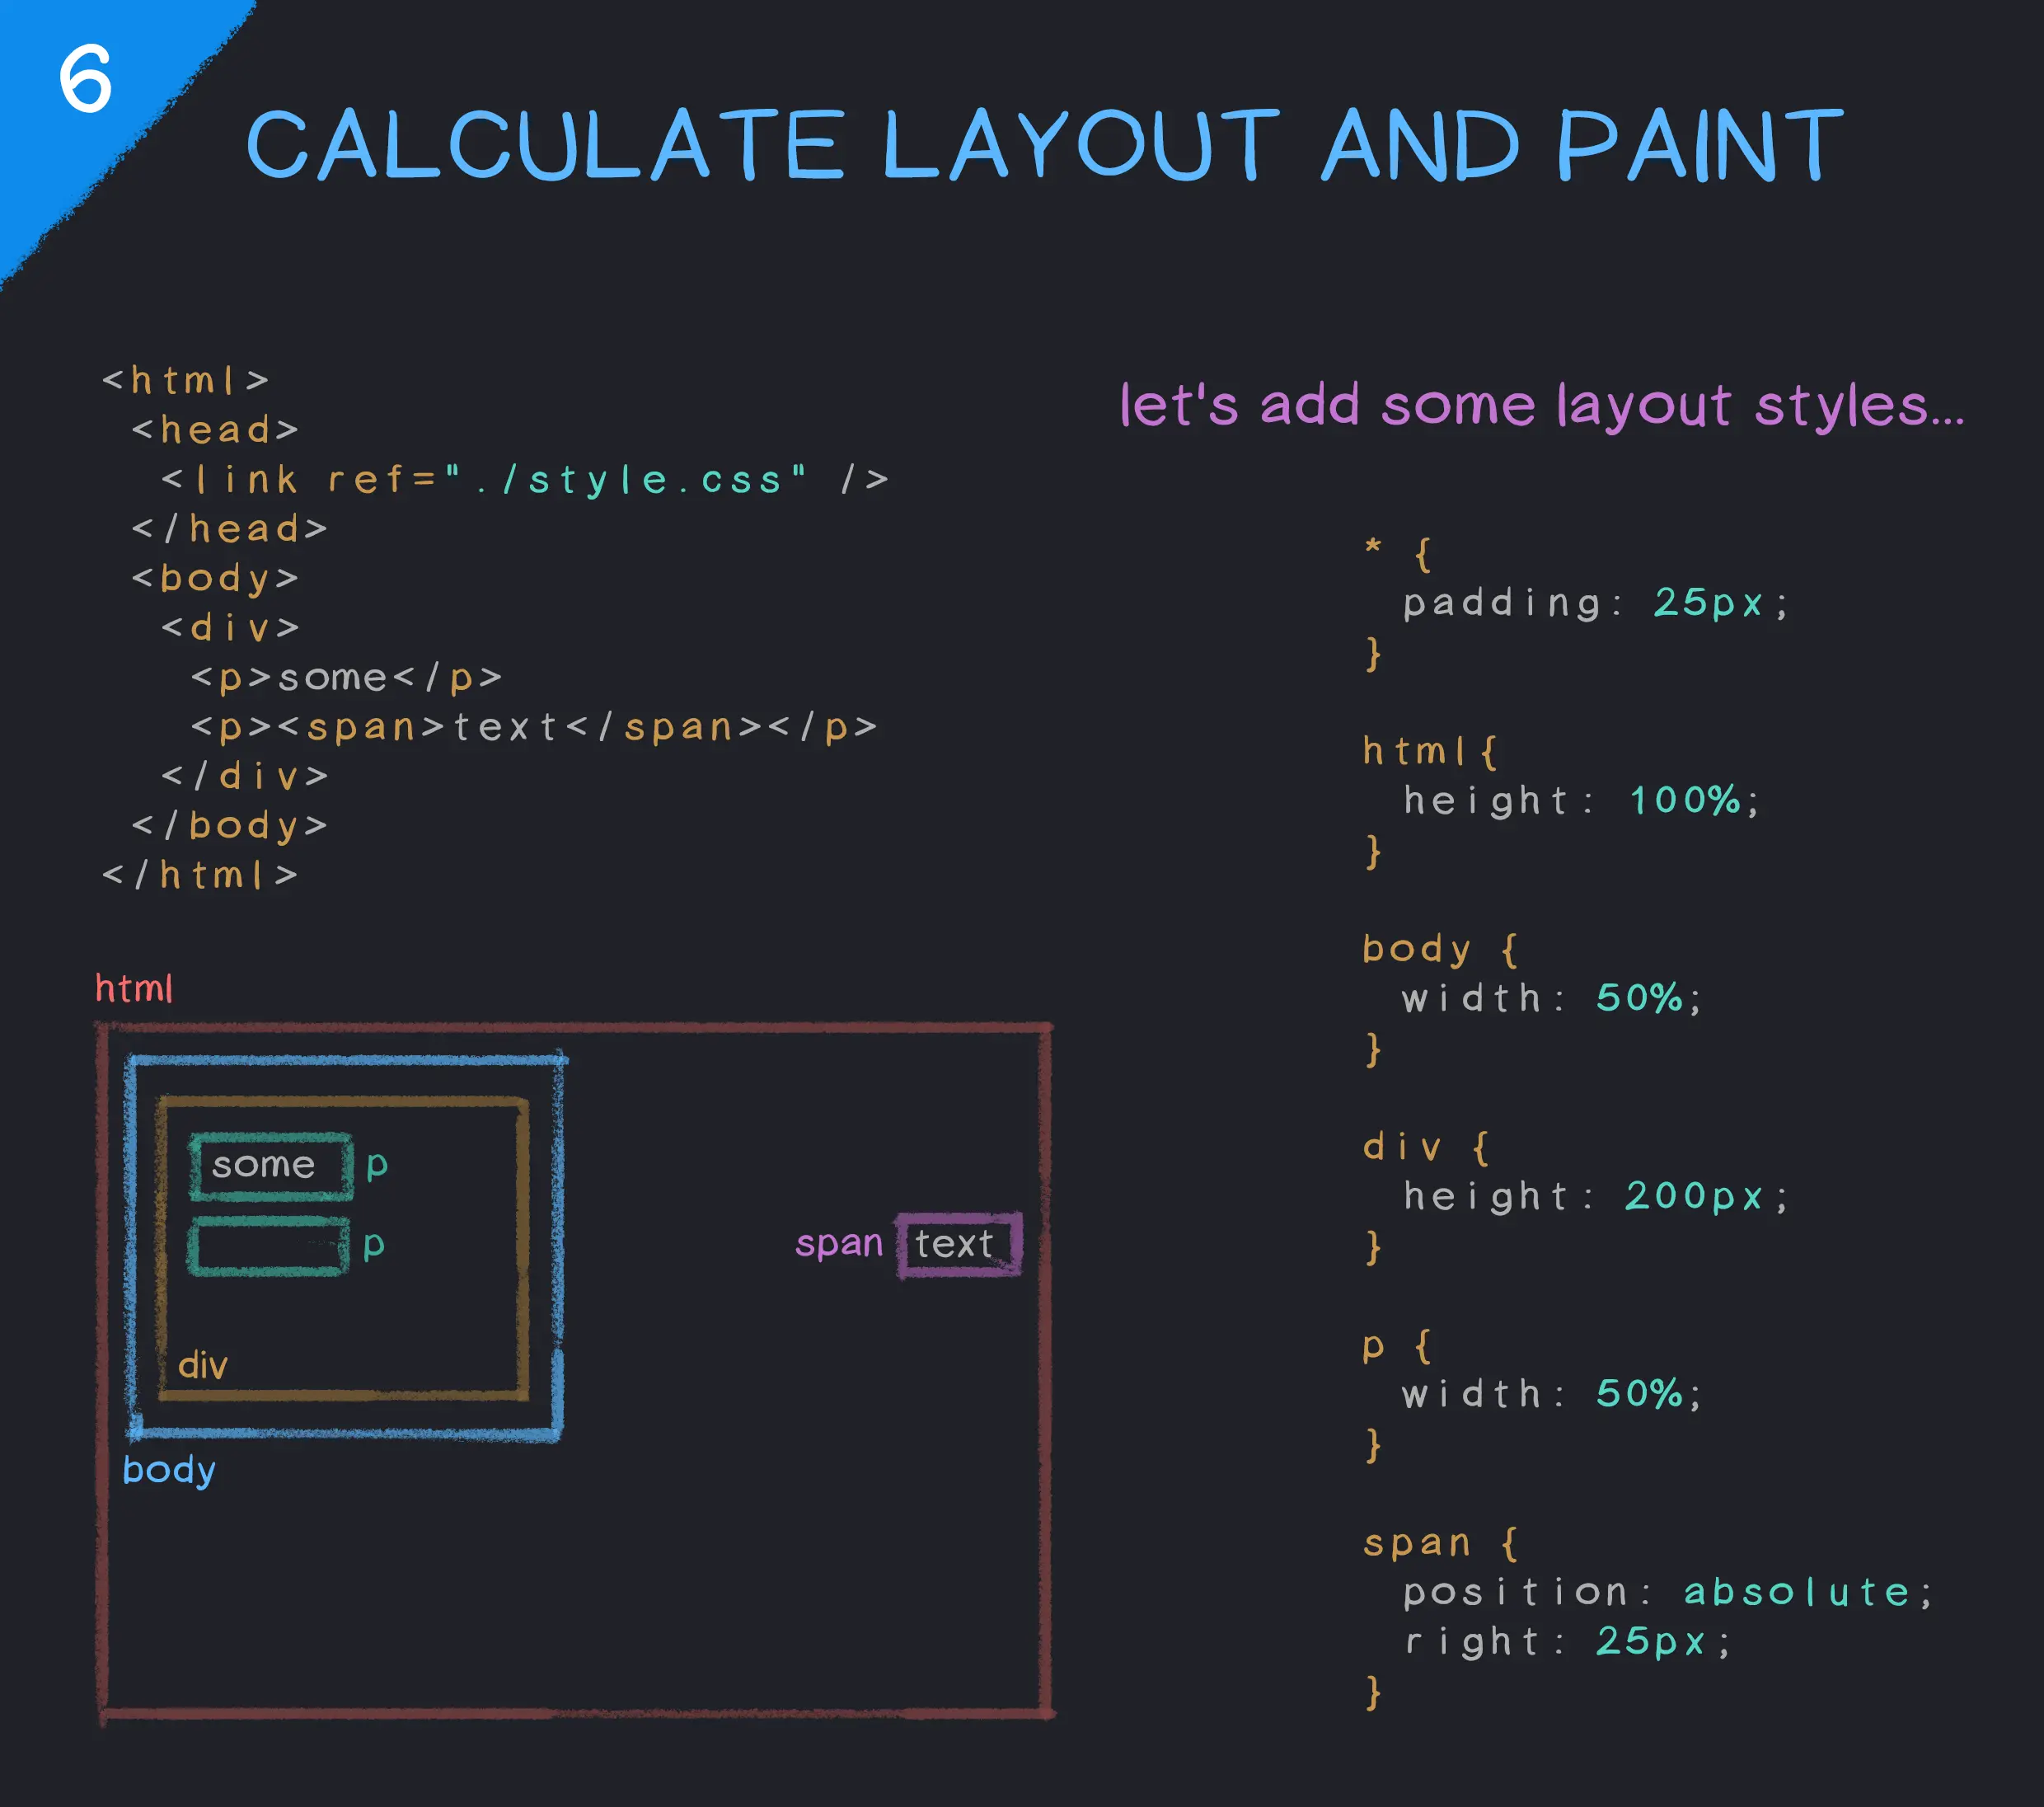 6
CALCULATE LAYOUT AND PAINT
<html>
<head>
<link ref="./style.css" />
</head>
<body>
<div>
<p>some</p>
<p><span>text</span></p>
</div>
</body>
</html>
let's add some layout styles...
* {
padding: 25px;
}
html{
height: 100%;
}
body {
width: 50%;
}
div {
height: 200px;
}
p {
width: 50%;
}
span {
position: absolute;
right: 25px;
}
html
some p
p
span text
div
body